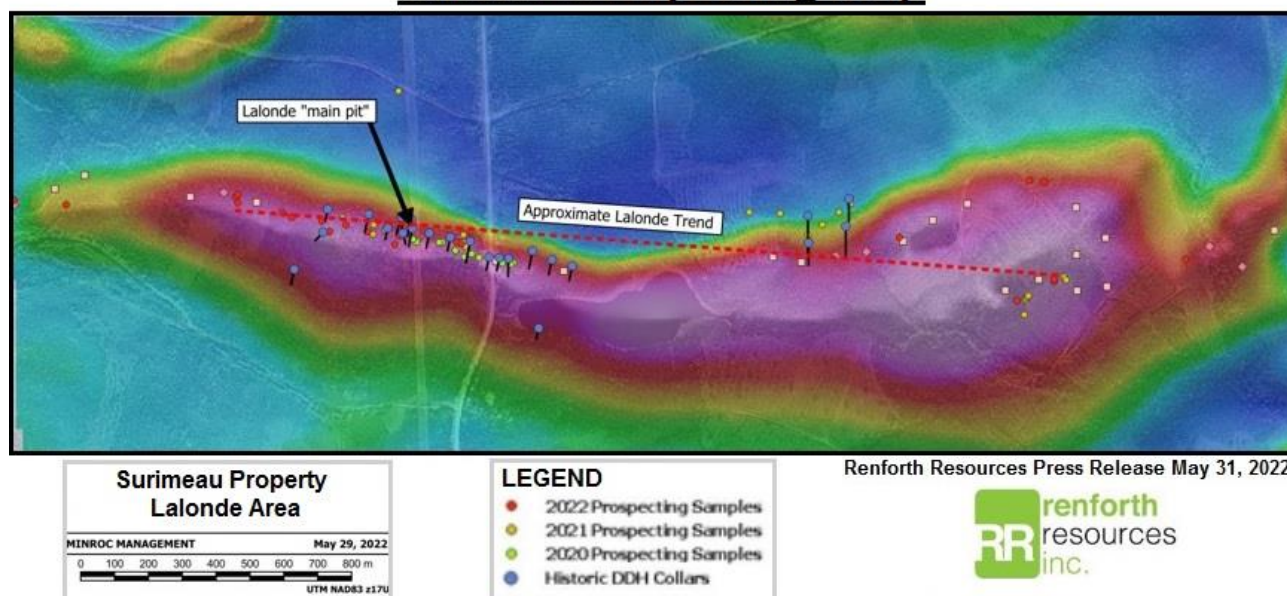 Lalonde "main pit"
Approximate Lalonde Trend
Surimeau Property
Lalonde Area
MINROC MANAGEMENT May 29, 2022
0 100 200 300 400 500 600 700 800 m
UTM NAD83 z17U
LEGEND
2022 Prospecting Samples
2021 Prospecting Samples
2020 Prospecting Samples
Historic DDH Collars
Renforth Resources Press Release May 31, 2022
RR
renforth
resources
inc.